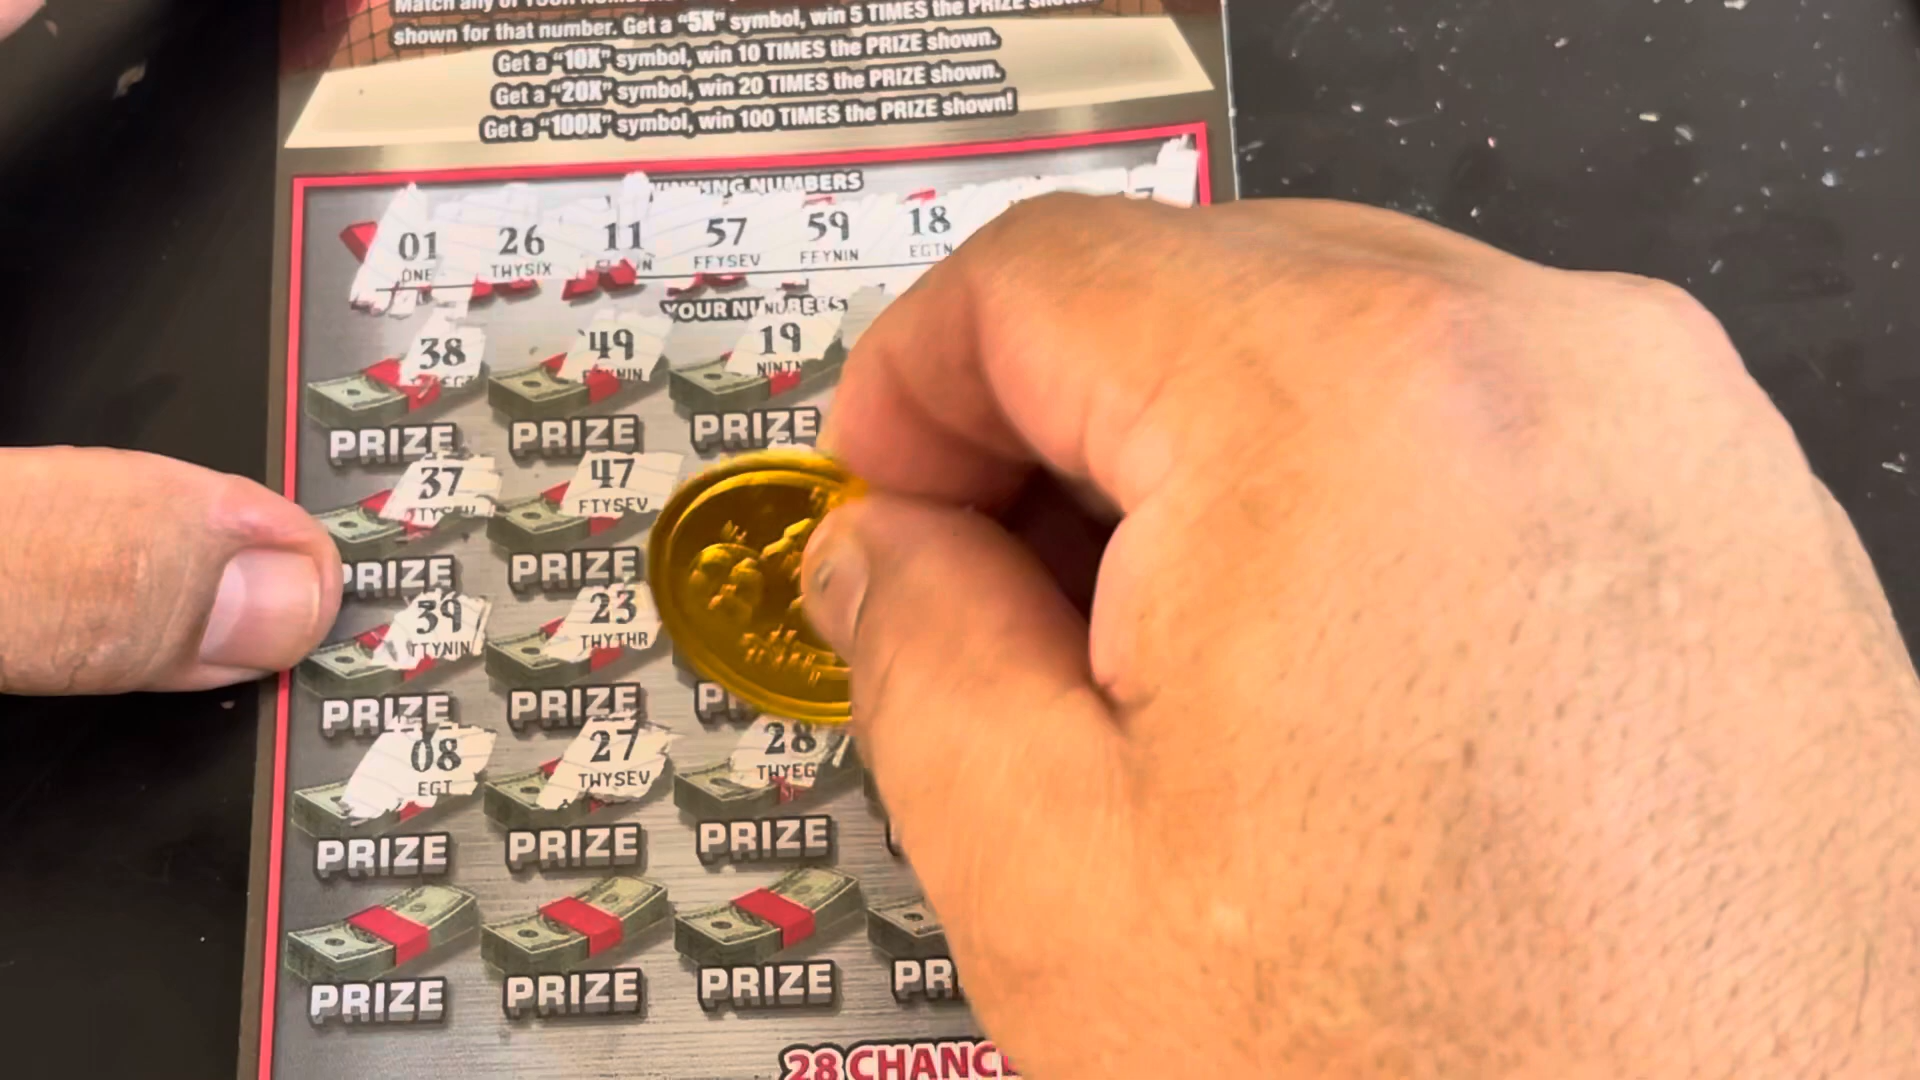 shown for that number. Get a "5X" symbol, win 5 TIMES the PRIZE
Get a "10X" symbol, win 10 TIMES the PRIZE shown.
Get a "20X" symbol, win 20 TIMES the PRIZE shown.
Get a "100X" symbol, win 100 TIMES the PRIZE shown!
NUMBERS
01 26 11 57 59 18
ONE THYSIX FFYSEV FFYNIN EGTN
YOUR NUMBERS
38 49 19
NINTN
PRIZE PRIZE PRIZE
37 47
FTYSEV
PRIZE PRIZE
39 23
TTYNIN THYTHR
PRIZE PRIZE
08 27 28
EGT THYSEV THYEG
PRIZE PRIZE PRIZE
PRIZE PRIZE PRIZE PR
28 CHANC